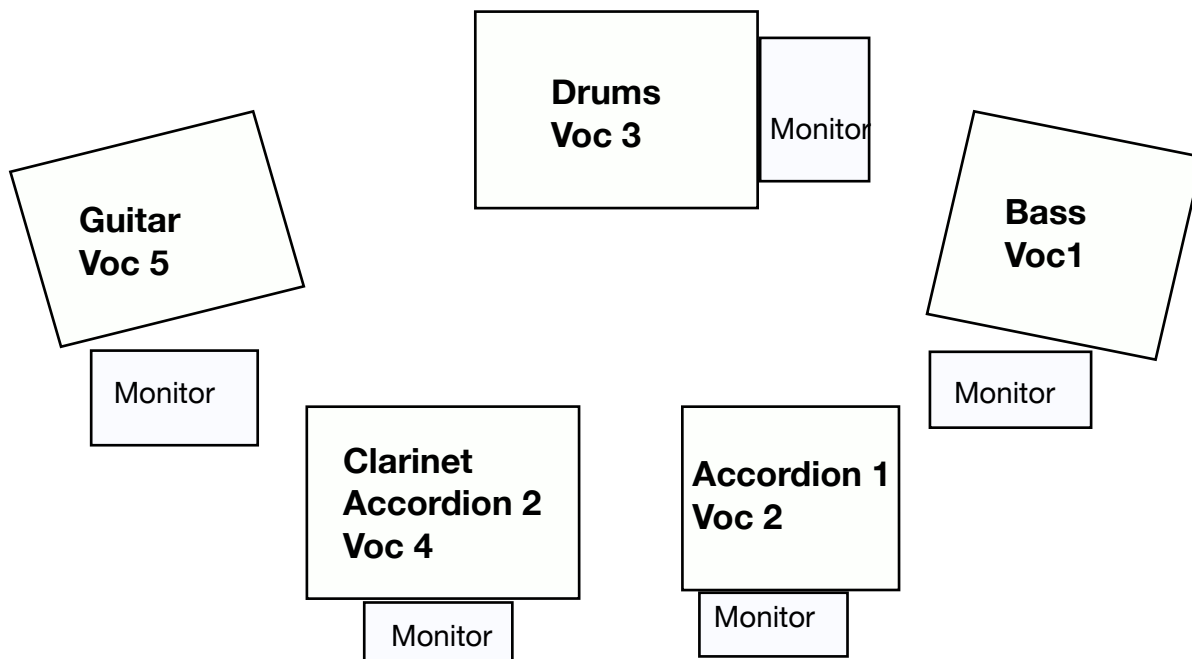 Drums
Voc 3
Monitor
Guitar
Voc 5
Bass
Voc1
Monitor
Monitor
Clarinet
Accordion 2
Voc 4
Accordion 1
Voc 2
Monitor
Monitor